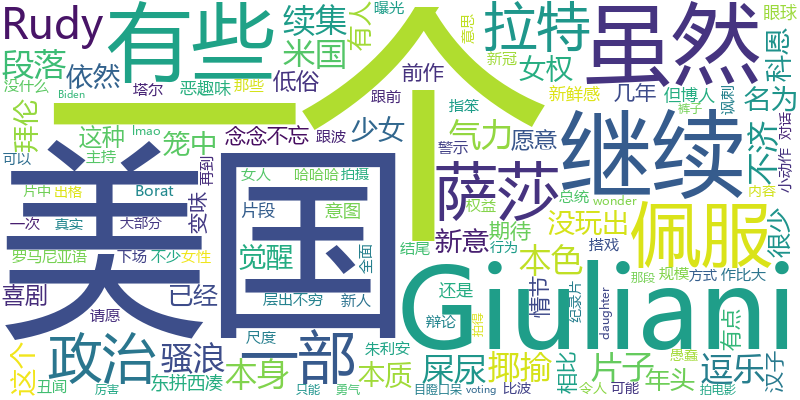 Rudy
有些
一个
续集
有人
曝光
意思
拉特
虽然
眼球
段落
依然
米国
新冠
前作
女权
科恩
没什么
Biden
恶趣味
那些
低俗
跟前
塔尔
新鲜感
但博人
讽刺
拜伦
这种
笼中
念念不忘
跟波
少女
指笨
气力
几年
愿意
名为
裤子
对话
可以
lmao
主持
继续
不济
小动作
美国
女人
哈哈哈
拍摄
警示
萨莎
佩服
再到
片中
出格
Borat
片段
意图
权益
新意
没玩出
总统
wonder
很少
内容
一次
真实
大部分
变味
觉醒
期待
结尾
行为
本色
搭戏
罗马尼亚语
下场
不少
女性
全面
Giuliani
那段
规模
方式
作比大
喜剧
已经
层出不穷
新人
还是
情节
纪录片
daughter
有点
这个
政治
请愿
骚浪
一部
尺度
朱利安
辩论
拍得
屎尿
揶揄
相比
片子
逗乐
汉子
丑闻
厉害
东拼西凑
本身
本质
只能
勇气
目瞪口呆
比波
voting
愚蠢
令人
可能
年头
拍电影